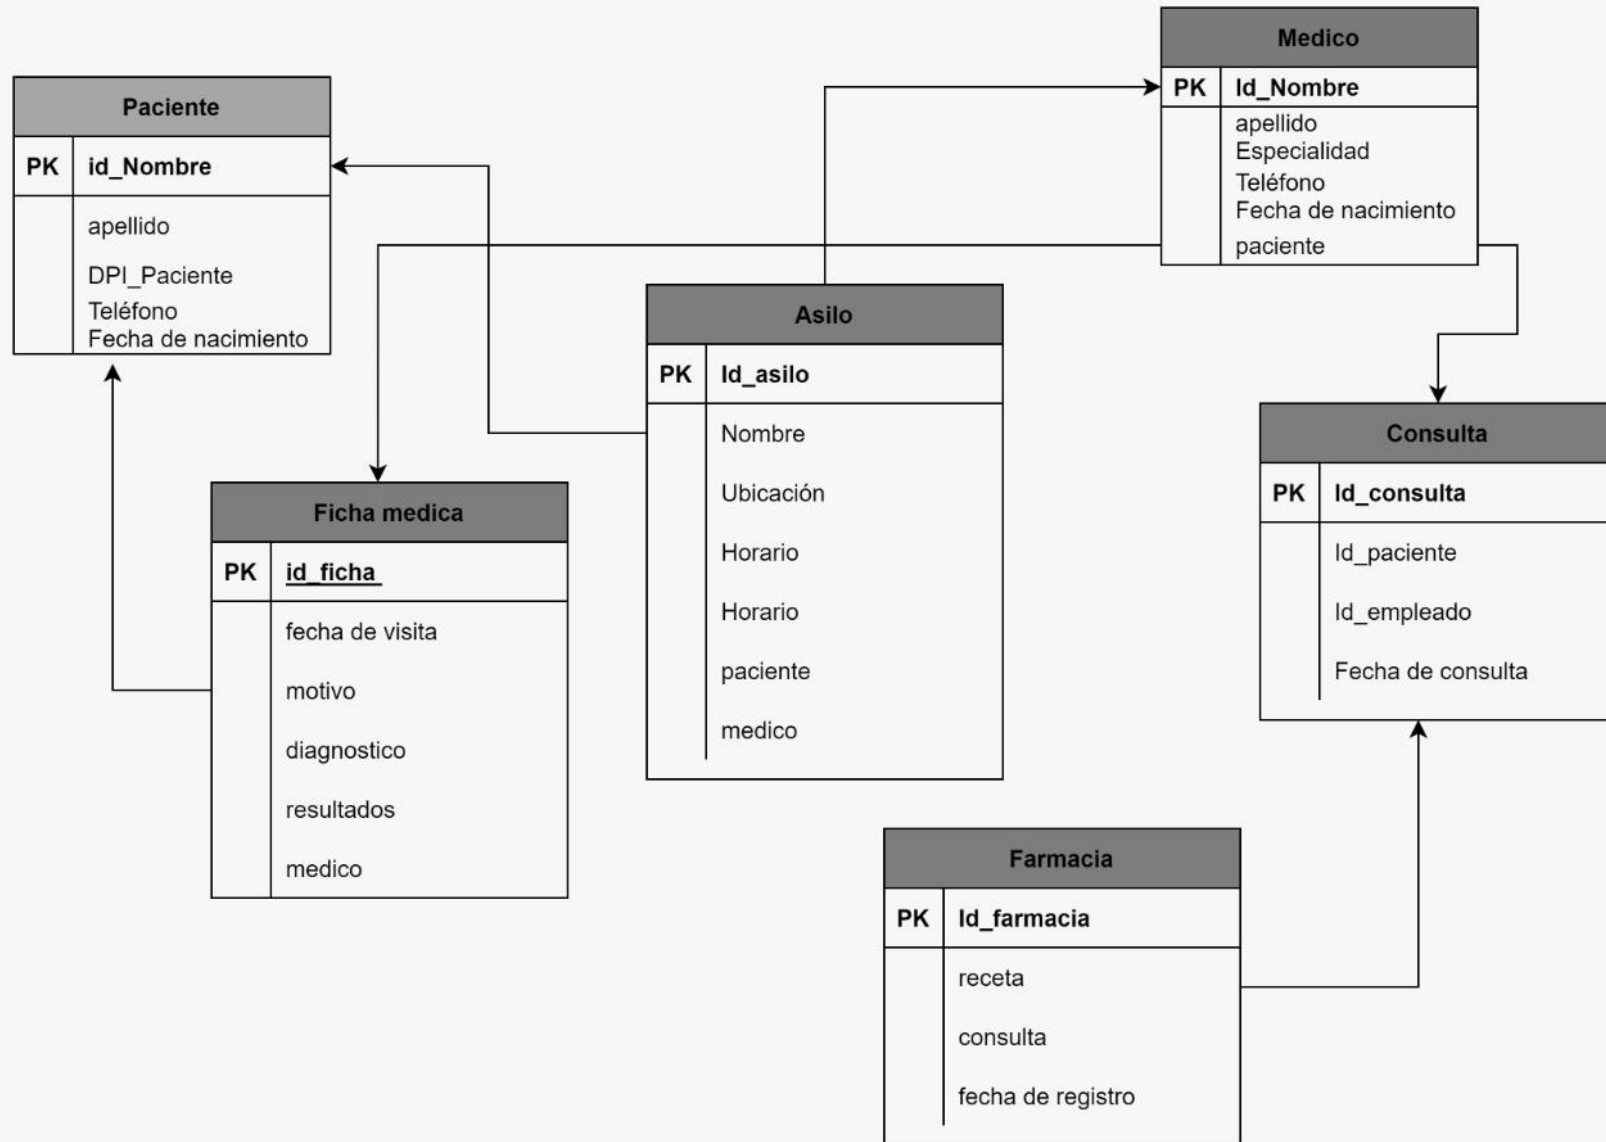 Medico
PK Id_Nombre
apellido
Especialidad
Teléfono
Fecha de nacimiento
paciente
Paciente
PK id_Nombre
apellido
DPI_Paciente
Teléfono
Fecha de nacimiento
Asilo
PK Id_asilo
Nombre
Ubicación
Horario
Horario
paciente
medico
Consulta
PK Id_consulta
Id_paciente
Id_empleado
Fecha de consulta
Ficha medica
PK id_ficha
fecha de visita
motivo
diagnostico
resultados
medico
Farmacia
PK Id_farmacia
receta
consulta
fecha de registro